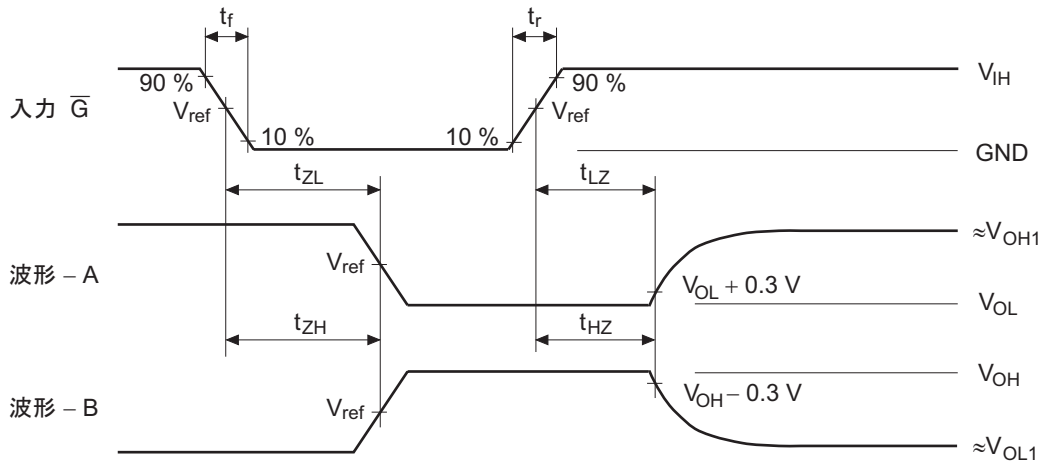 tf
tr
90 %
90 %
VIH
入力 G̅
Vref
Vref
10 %
10 %
GND
tZL
tLZ
≈VOH1
波形 – A
Vref
VOL + 0.3 V
VOL
tZH
tHZ
VOH
VOH – 0.3 V
波形 – B
Vref
≈VOL1